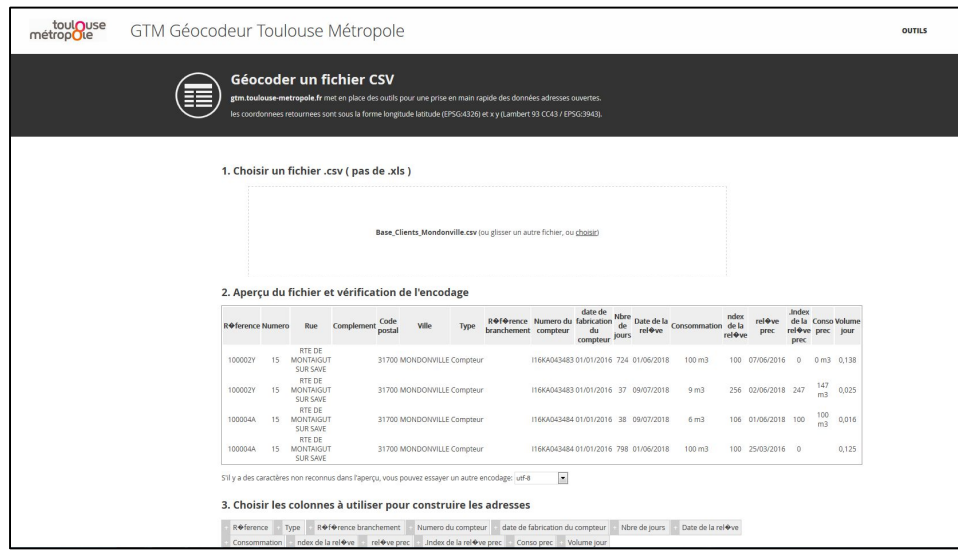 toulouse
métropole
GTM Géocodeur Toulouse Métropole
OUTILS
Géocoder un fichier CSV
gtm.toulouse-metropole.fr met en place des outils pour une prise en main rapide des données adresses ouvertes.
les coordonnees retournees sont sous la forme longitude latitude (EPSG:4326) et x y (Lambert 93 CC43 / EPSG:3943).
1. Choisir un fichier .csv ( pas de .xls )
Base_Clients_Mondonville.csv (ou glisser un autre fichier, ou choisir)
2. Aperçu du fichier et vérification de l'encodage
R�ference Numero Rue Complement Code postal Ville Type R�f�rence branchement Numero du compteur date de fabrication du compteur Nbre de jours Date de la rel�ve Consommation ndex de la rel�ve rel�ve prec .Index de la rel�ve prec Conso prec Volume jour
100002Y 15 RTE DE MONTAIGUT SUR SAVE 31700 MONDONVILLE Compteur I16KA043483 01/01/2016 724 01/06/2018 100 m3 100 07/06/2016 0 0 m3 0,138
100002Y 15 RTE DE MONTAIGUT SUR SAVE 31700 MONDONVILLE Compteur I16KA043483 01/01/2016 37 09/07/2018 9 m3 256 02/06/2018 247 147 m3 0,025
100004A 15 RTE DE MONTAIGUT SUR SAVE 31700 MONDONVILLE Compteur I16KA043484 01/01/2016 38 09/07/2018 6 m3 106 01/06/2018 100 100 m3 0,016
100004A 15 RTE DE MONTAIGUT SUR SAVE 31700 MONDONVILLE Compteur I16KA043484 01/01/2016 798 01/06/2018 100 m3 100 25/03/2016 0 0,125
S'il y a des caractères non reconnus dans l'aperçu, vous pouvez essayer un autre encodage: utf-8
3. Choisir les colonnes à utiliser pour construire les adresses
R�ference Type R�f�rence branchement Numero du compteur date de fabrication du compteur Nbre de jours Date de la rel�ve
Consommation ndex de la rel�ve rel�ve prec .Index de la rel�ve prec Conso prec Volume jour